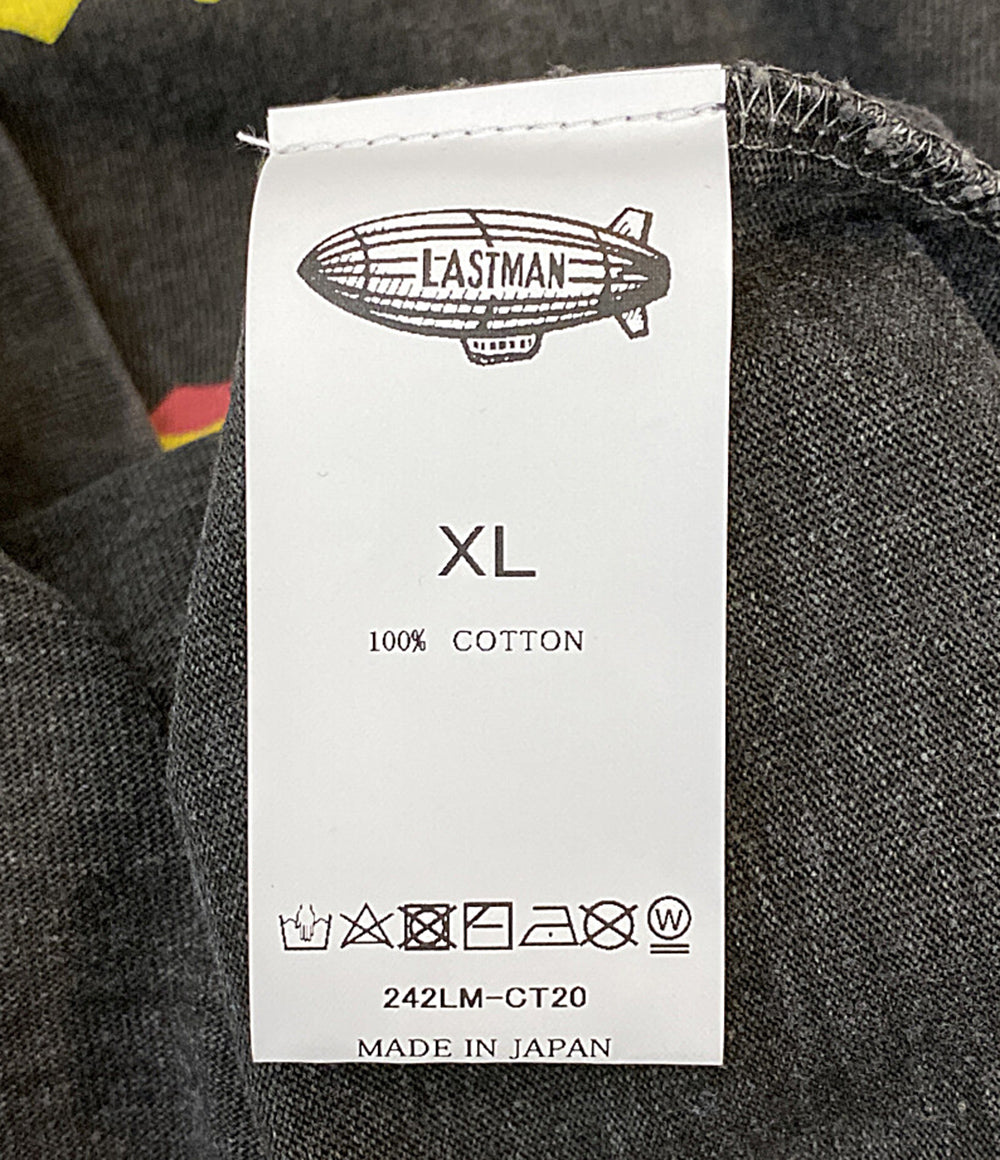 LASTMAN
XL
100% COTTON
W
242LM-CT20
MADE IN JAPAN